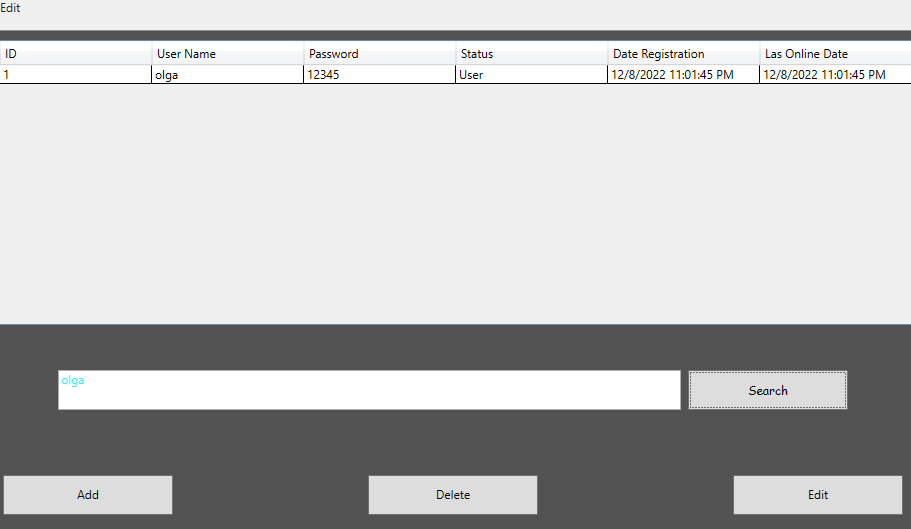 Edit
ID User Name Password Status Date Registration Las Online Date
1 olga 12345 User 12/8/2022 11:01:45 PM 12/8/2022 11:01:45 PM
olga
Search
Add Delete Edit